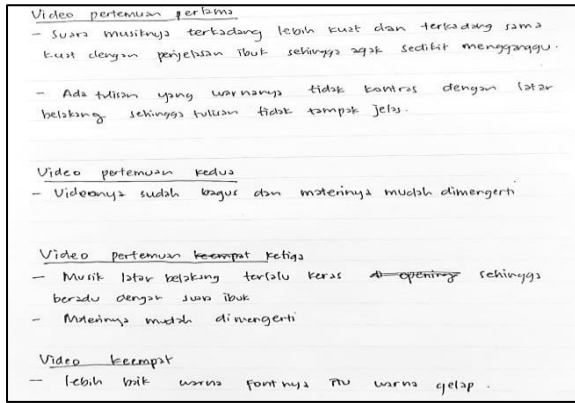 Video pertemuan pertama
- Suara musiknya terkadang lebih kuat dan terkadang sama
kuat dengan penjelasan ibuk sehingga agak sedikit mengganggu.
- Ada tulisan yang warnanya tidak kontras dengan latar
belakang sehingga tulisan tidak tampak jelas.
Video pertemuan kedua
- Videonya sudah bagus dan materinya mudah dimengerti
Video pertemuan keempat ketiga
- Musik latar belakang terlalu keras di opening sehingga
beradu dengan suara ibuk
- Materinya mudah dimengerti
Video keempat
- lebih baik warna fontnya itu warna gelap.